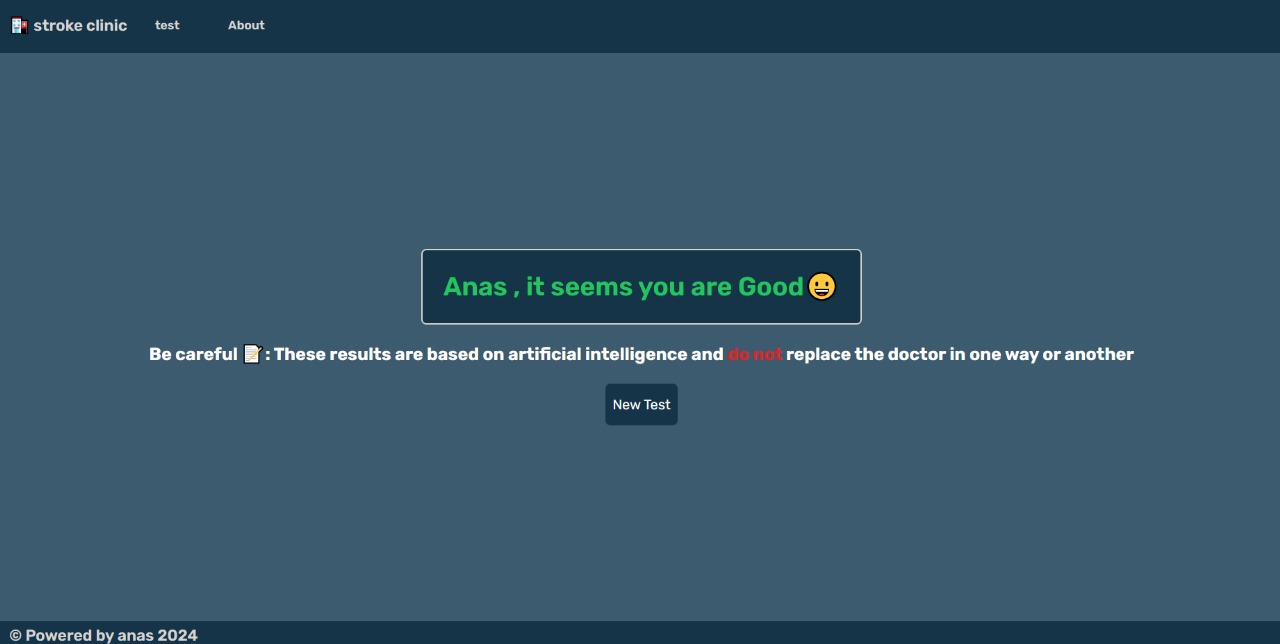 stroke clinic test About
Anas , it seems you are Good😀
Be careful 📝: These results are based on artificial intelligence and do not replace the doctor in one way or another
New Test
© Powered by anas 2024